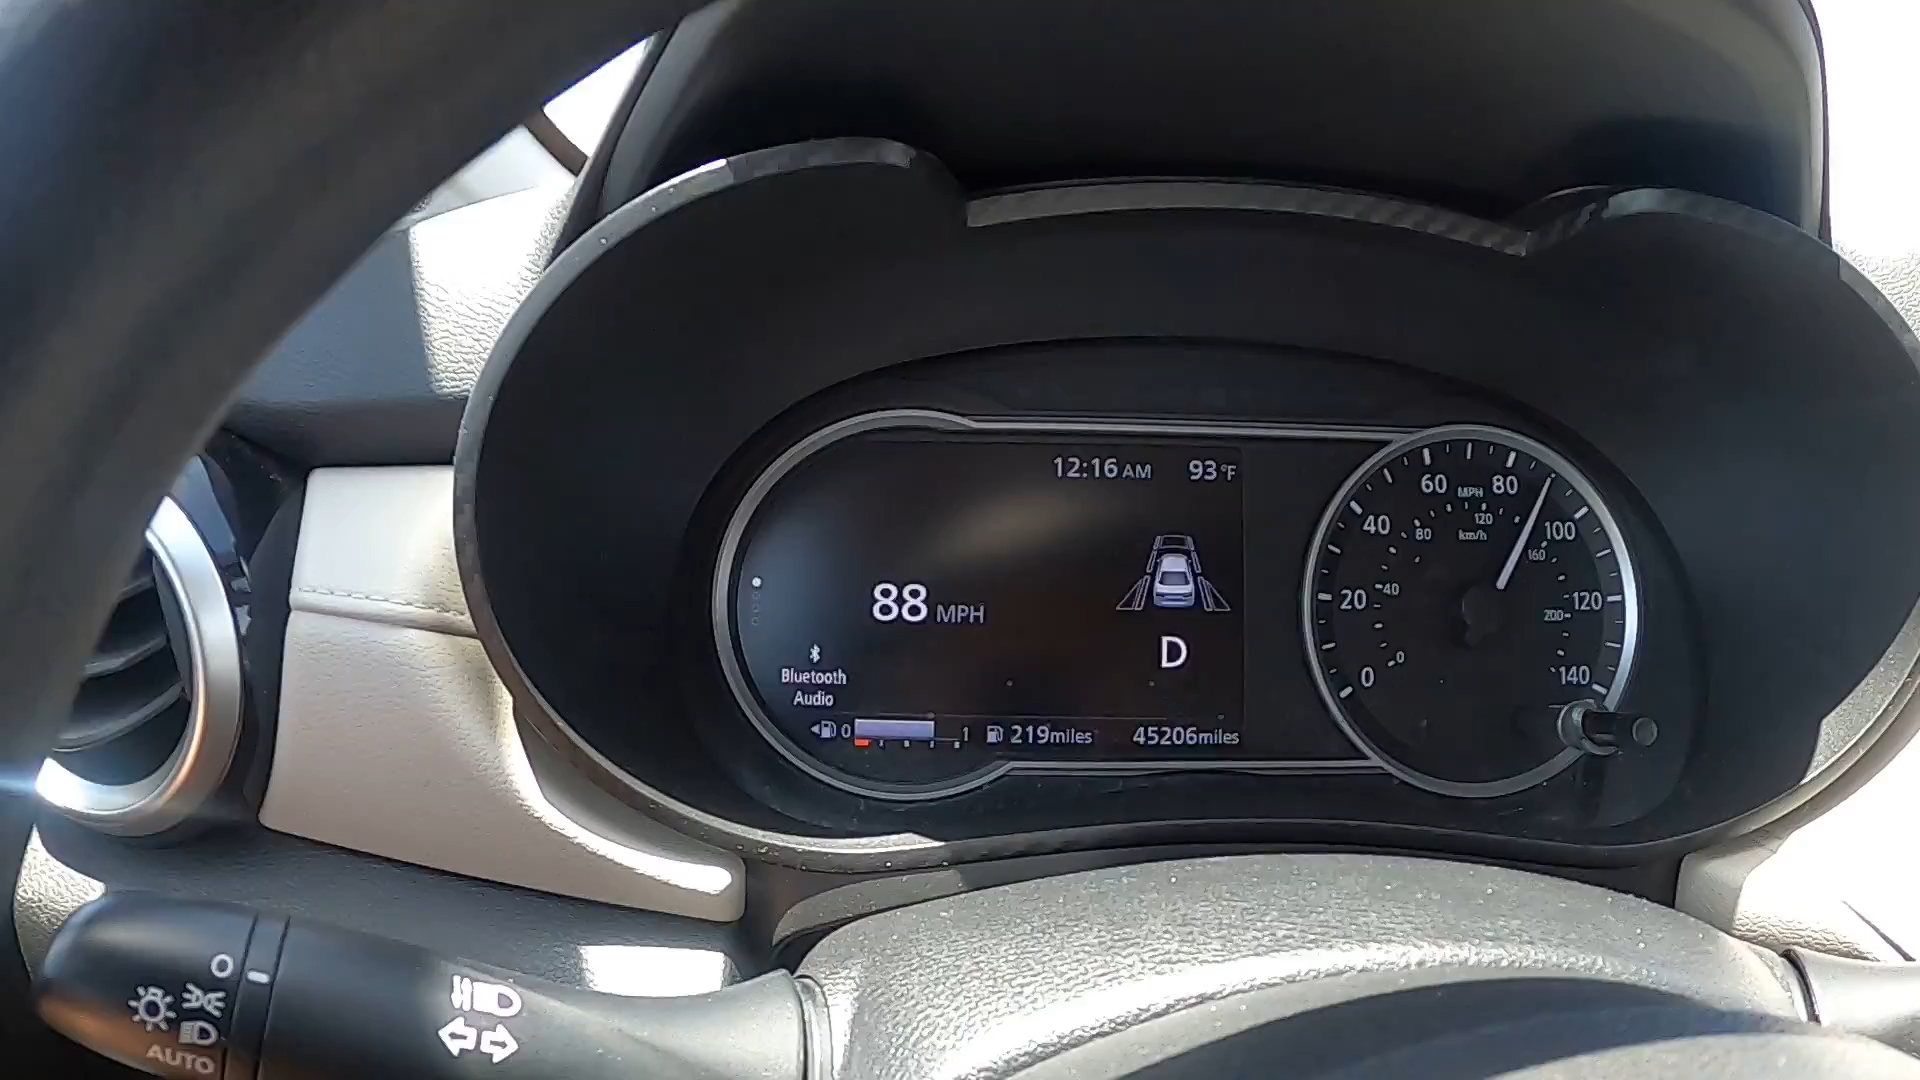 12:16 AM 93°F
88 MPH
D
Bluetooth
Audio
0 1 219miles 45206miles
0 20 40 60 80 100 120 140
MPH
km/h
0 40 80 120 160 200
O
AUTO